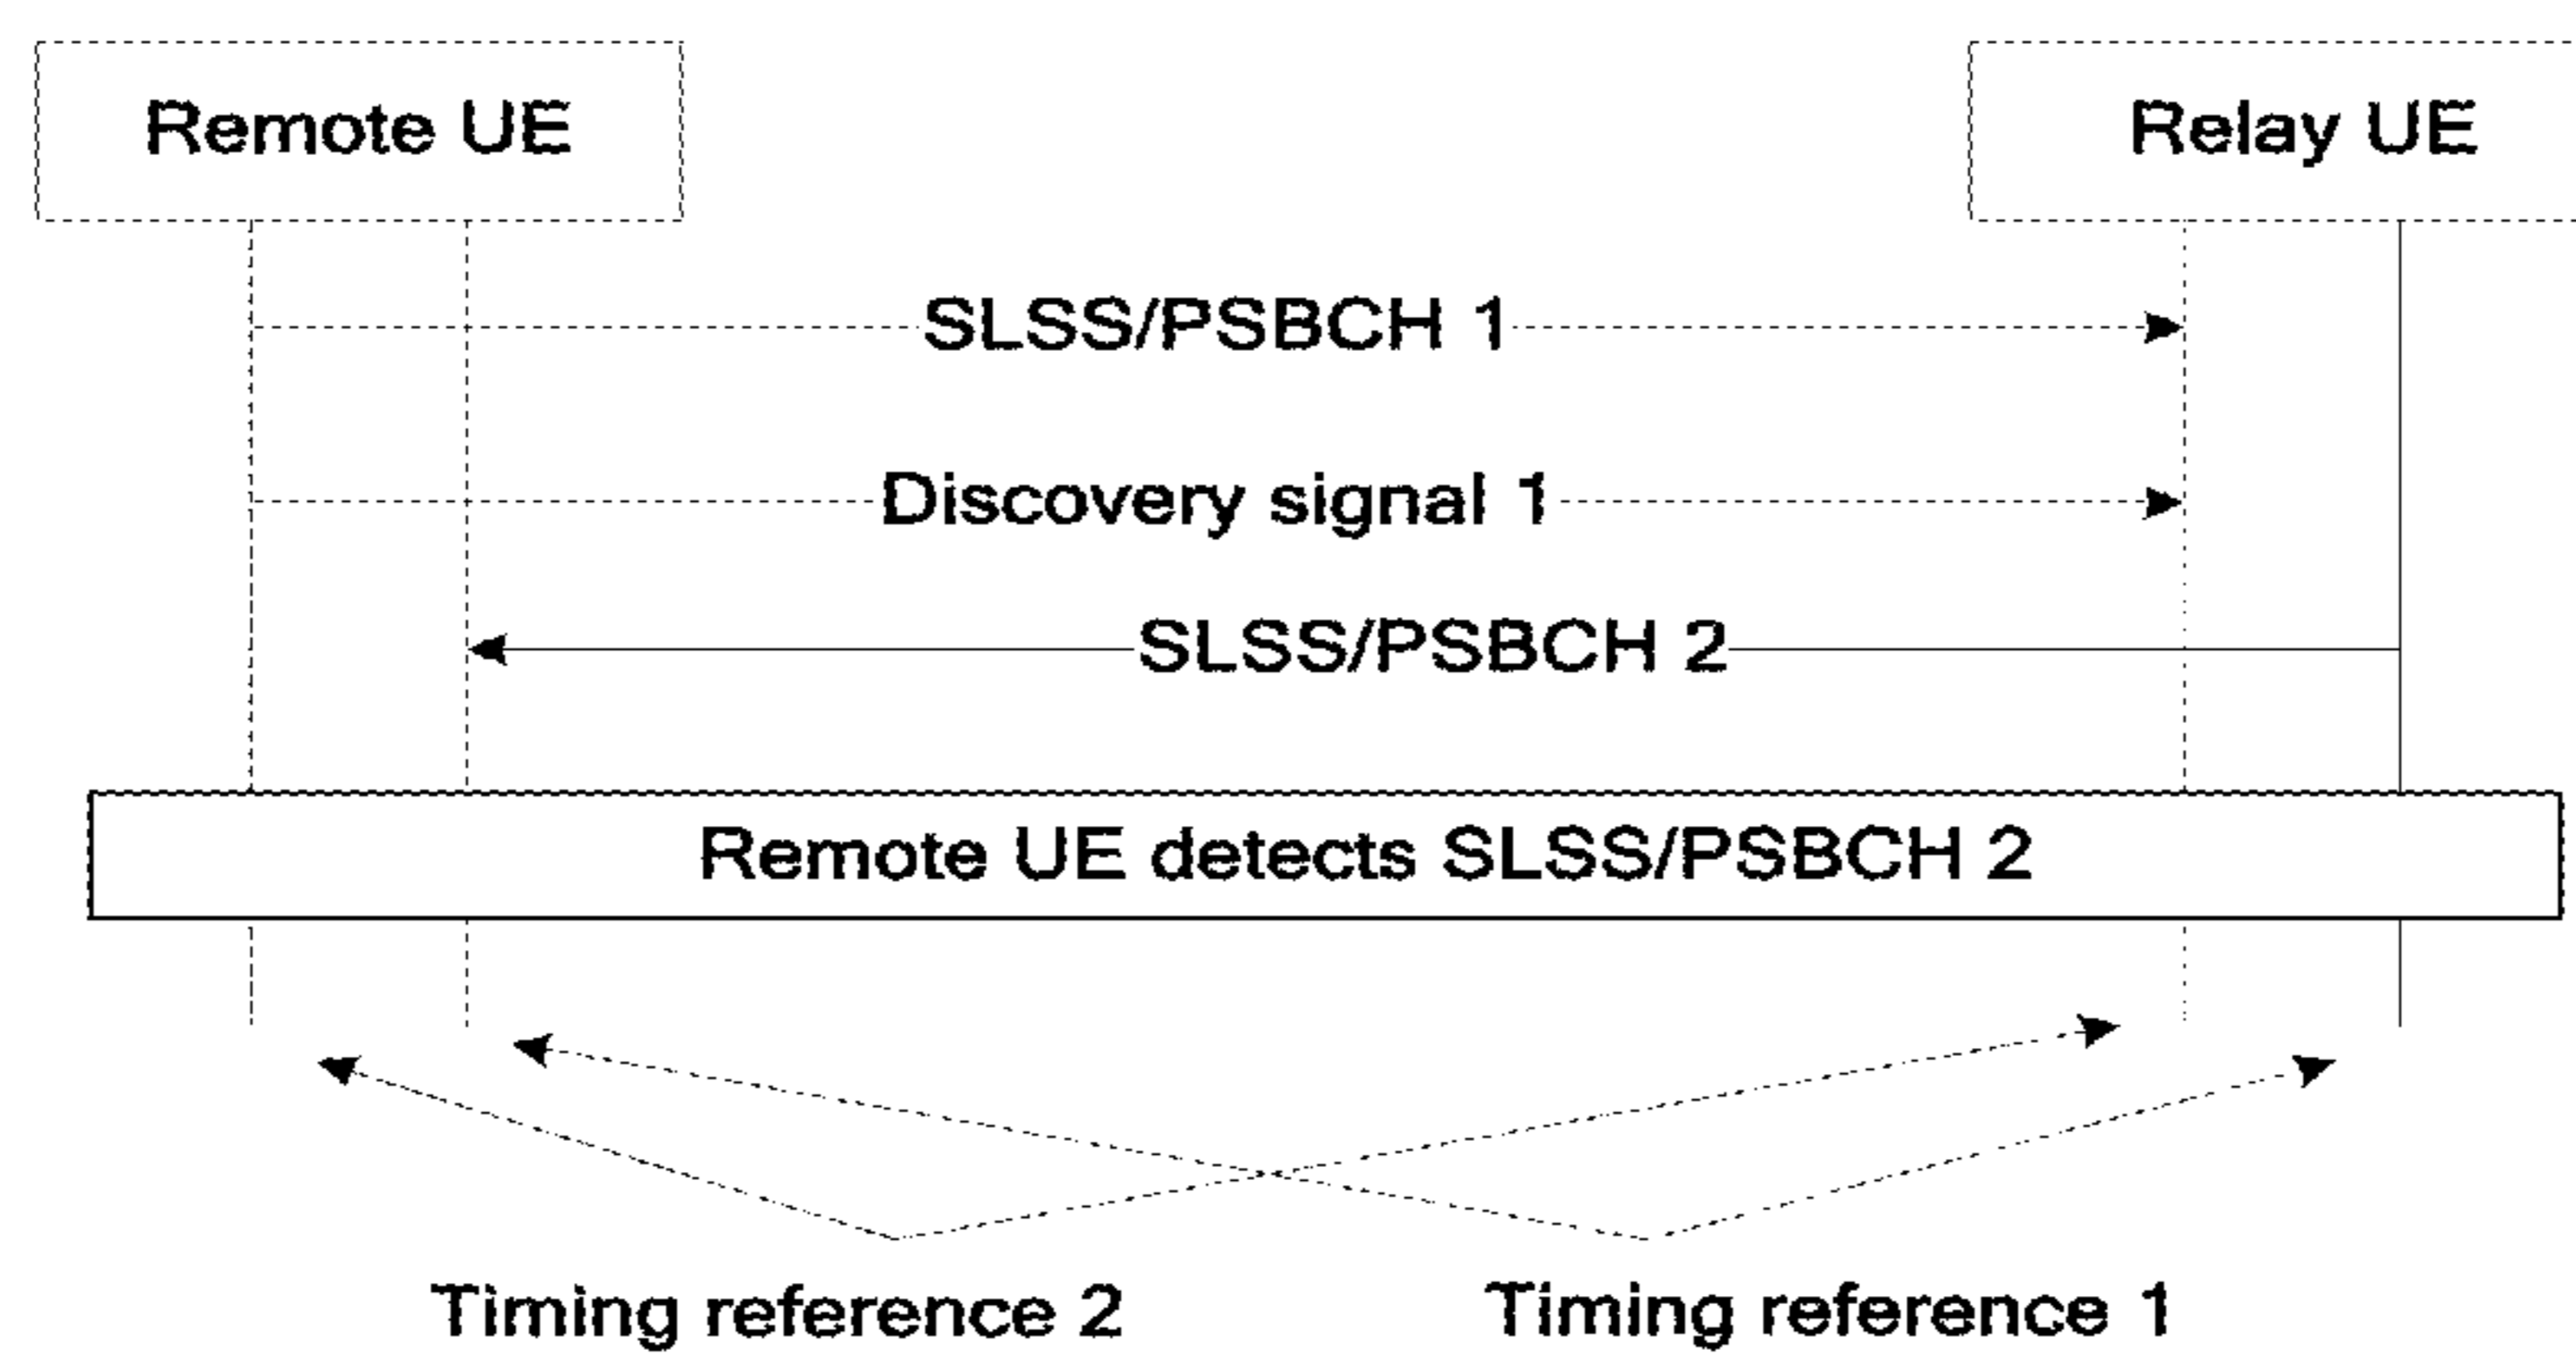 Remote UE
Relay UE
SLSS/PSBCH 1
Discovery signal 1
SLSS/PSBCH 2
Remote UE detects SLSS/PSBCH 2
Timing reference 2
Timing reference 1